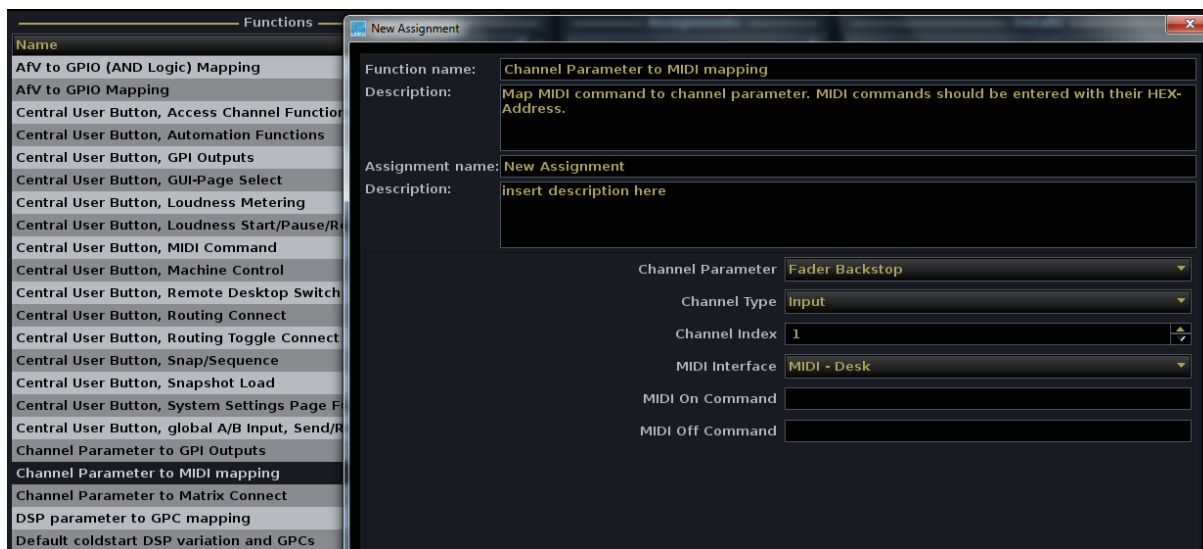 Functions
Name
AfV to GPIO (AND Logic) Mapping
AfV to GPIO Mapping
Central User Button, Access Channel Function
Central User Button, Automation Functions
Central User Button, GPI Outputs
Central User Button, GUI-Page Select
Central User Button, Loudness Metering
Central User Button, Loudness Start/Pause/Re
Central User Button, MIDI Command
Central User Button, Machine Control
Central User Button, Remote Desktop Switch
Central User Button, Routing Connect
Central User Button, Routing Toggle Connect
Central User Button, Snap/Sequence
Central User Button, Snapshot Load
Central User Button, System Settings Page F
Central User Button, global A/B Input, Send/R
Channel Parameter to GPI Outputs
Channel Parameter to MIDI mapping
Channel Parameter to Matrix Connect
DSP parameter to GPC mapping
Default coldstart DSP variation and GPCs
New Assignment
Function name: Channel Parameter to MIDI mapping
Description: Map MIDI command to channel parameter. MIDI commands should be entered with their HEX-
Address.
Assignment name: New Assignment
Description: insert description here
Channel Parameter Fader Backstop
Channel Type Input
Channel Index 1
MIDI Interface MIDI - Desk
MIDI On Command
MIDI Off Command